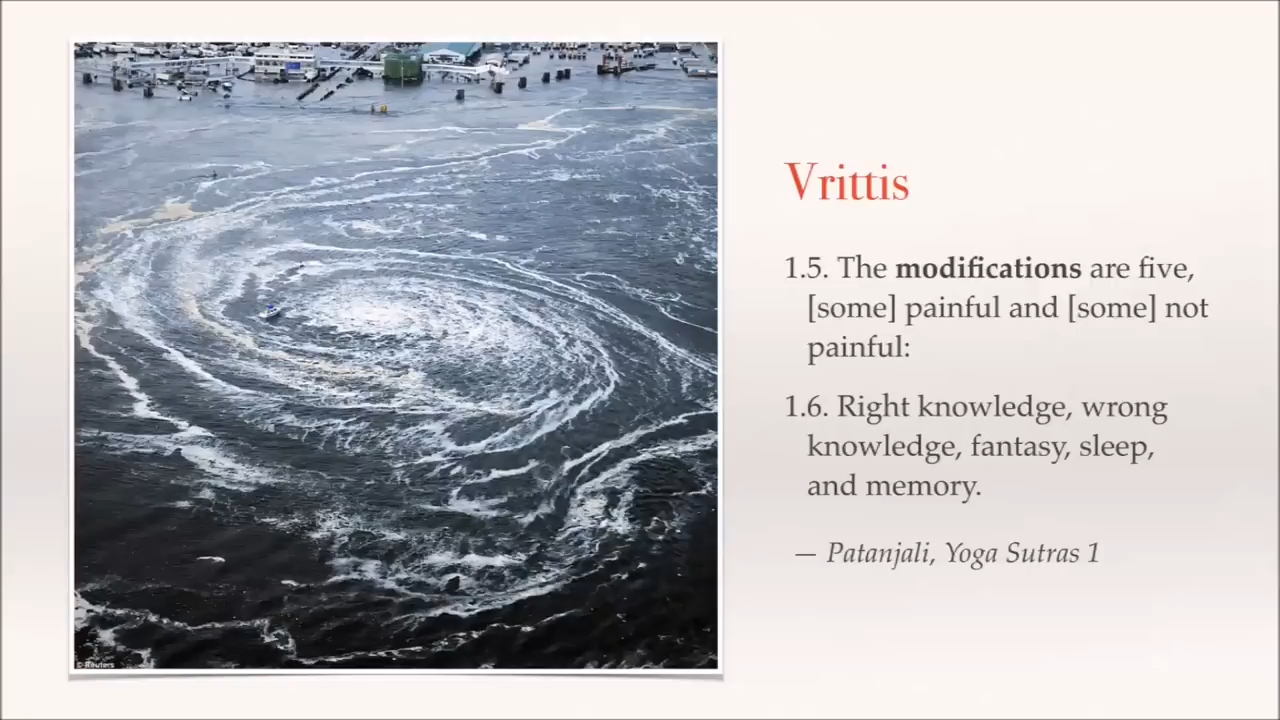 Vrittis
1.5. The modifications are five,
[some] painful and [some] not
painful:
1.6. Right knowledge, wrong
knowledge, fantasy, sleep,
and memory.
— Patanjali, Yoga Sutras 1
© Reuters